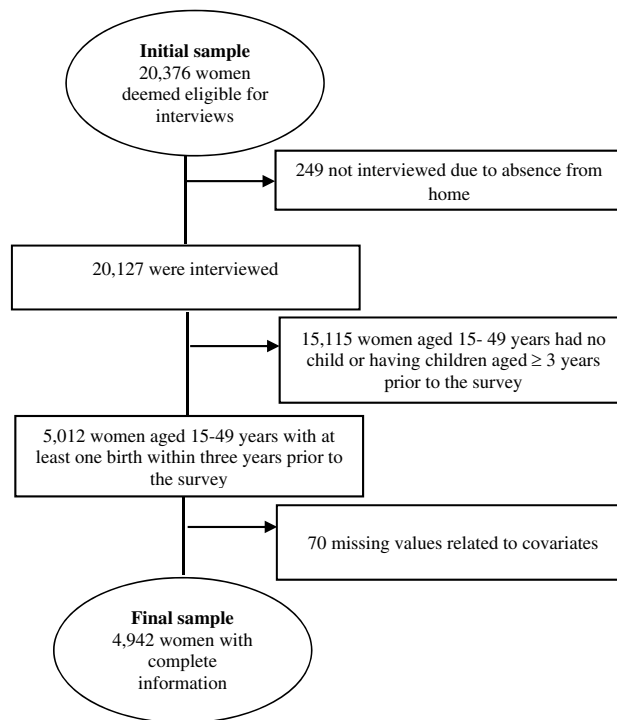 Initial sample
20,376 women
deemed eligible for
interviews
249 not interviewed due to absence from
home
20,127 were interviewed
15,115 women aged 15- 49 years had no
child or having children aged ≥ 3 years
prior to the survey
5,012 women aged 15-49 years with at
least one birth within three years prior to
the survey
70 missing values related to covariates
Final sample
4,942 women with
complete
information